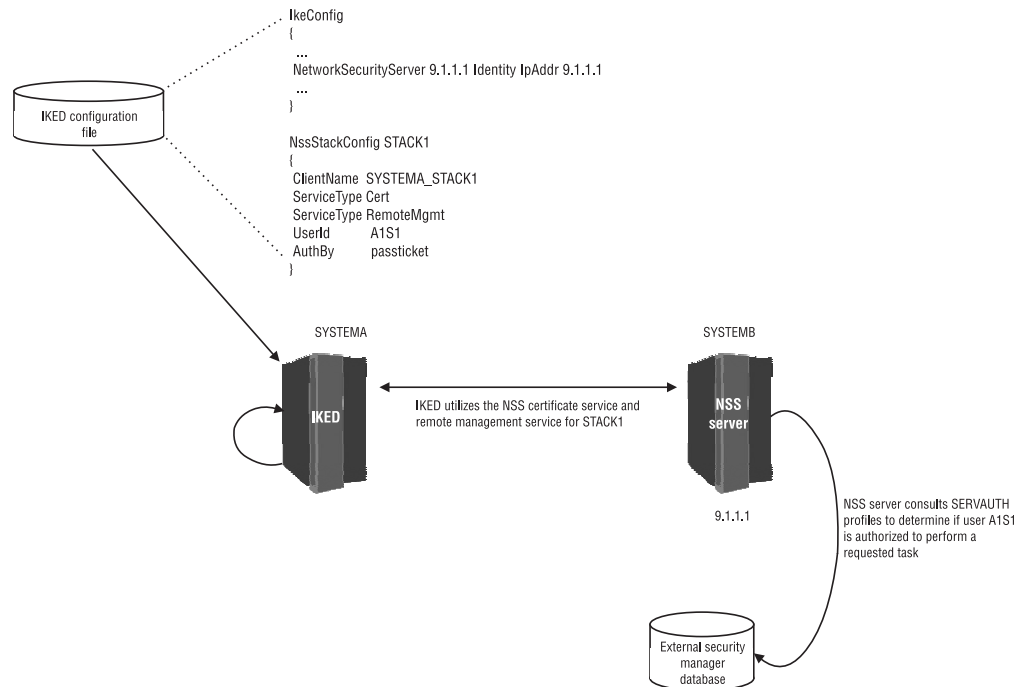 IkeConfig
{
...
NetworkSecurityServer 9.1.1.1 Identity IpAddr 9.1.1.1
...
}
IKED configuration
file
NssStackConfig STACK1
{
ClientName SYSTEMA_STACK1
ServiceType Cert
ServiceType RemoteMgmt
UserId A1S1
AuthBy passticket
}
SYSTEMA
SYSTEMB
IKED
IKED utilizes the NSS certificate service and
remote management service for STACK1
NSS
server
9.1.1.1
NSS server consults SERVAUTH
profiles to determine if user A1S1
is authorized to perform a
requested task
External security
manager
database